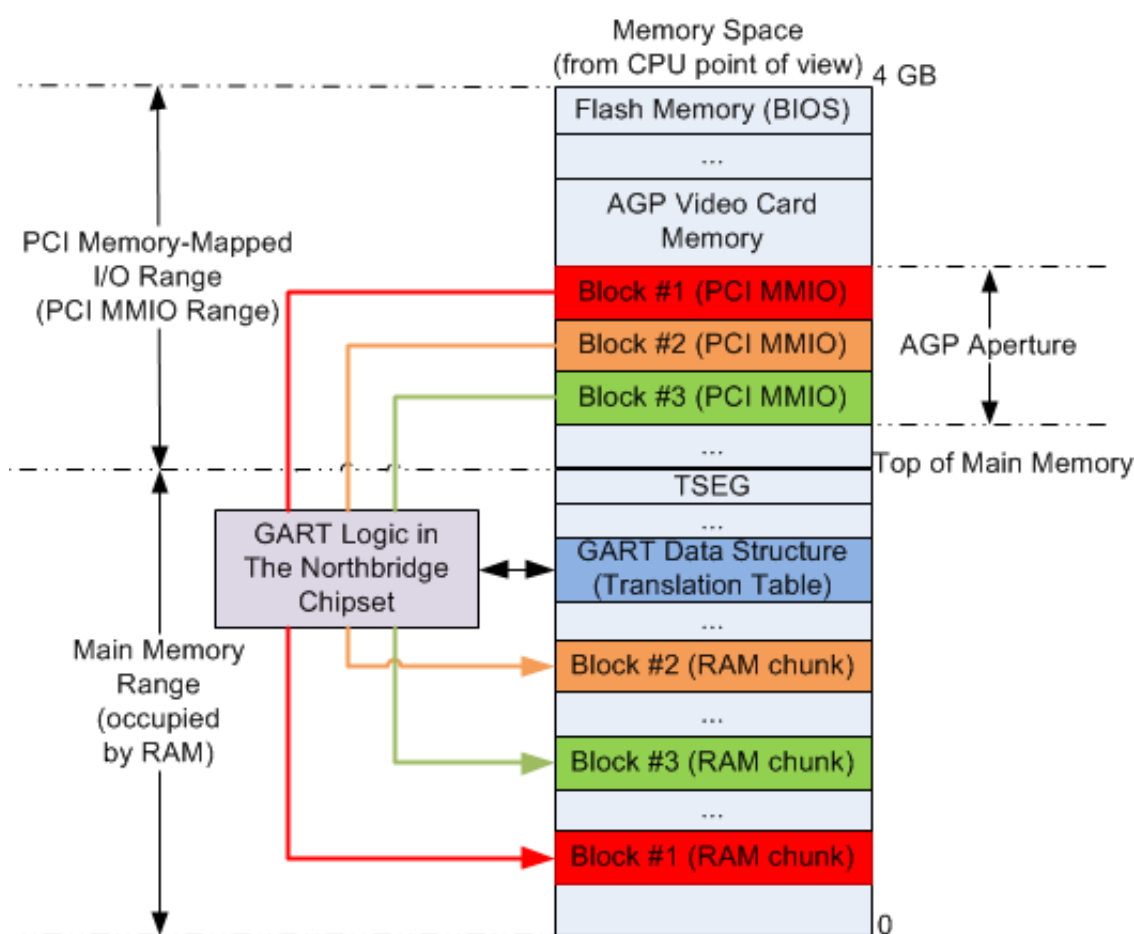 Memory Space
(from CPU point of view)
4 GB
Flash Memory (BIOS)
...
AGP Video Card
Memory
PCI Memory-Mapped
I/O Range
(PCI MMIO Range)
Block #1 (PCI MMIO)
Block #2 (PCI MMIO)
Block #3 (PCI MMIO)
AGP Aperture
...
Top of Main Memory
TSEG
...
GART Logic in
The Northbridge
Chipset
GART Data Structure
(Translation Table)
...
Main Memory
Range
(occupied
by RAM)
Block #2 (RAM chunk)
...
Block #3 (RAM chunk)
...
Block #1 (RAM chunk)
0